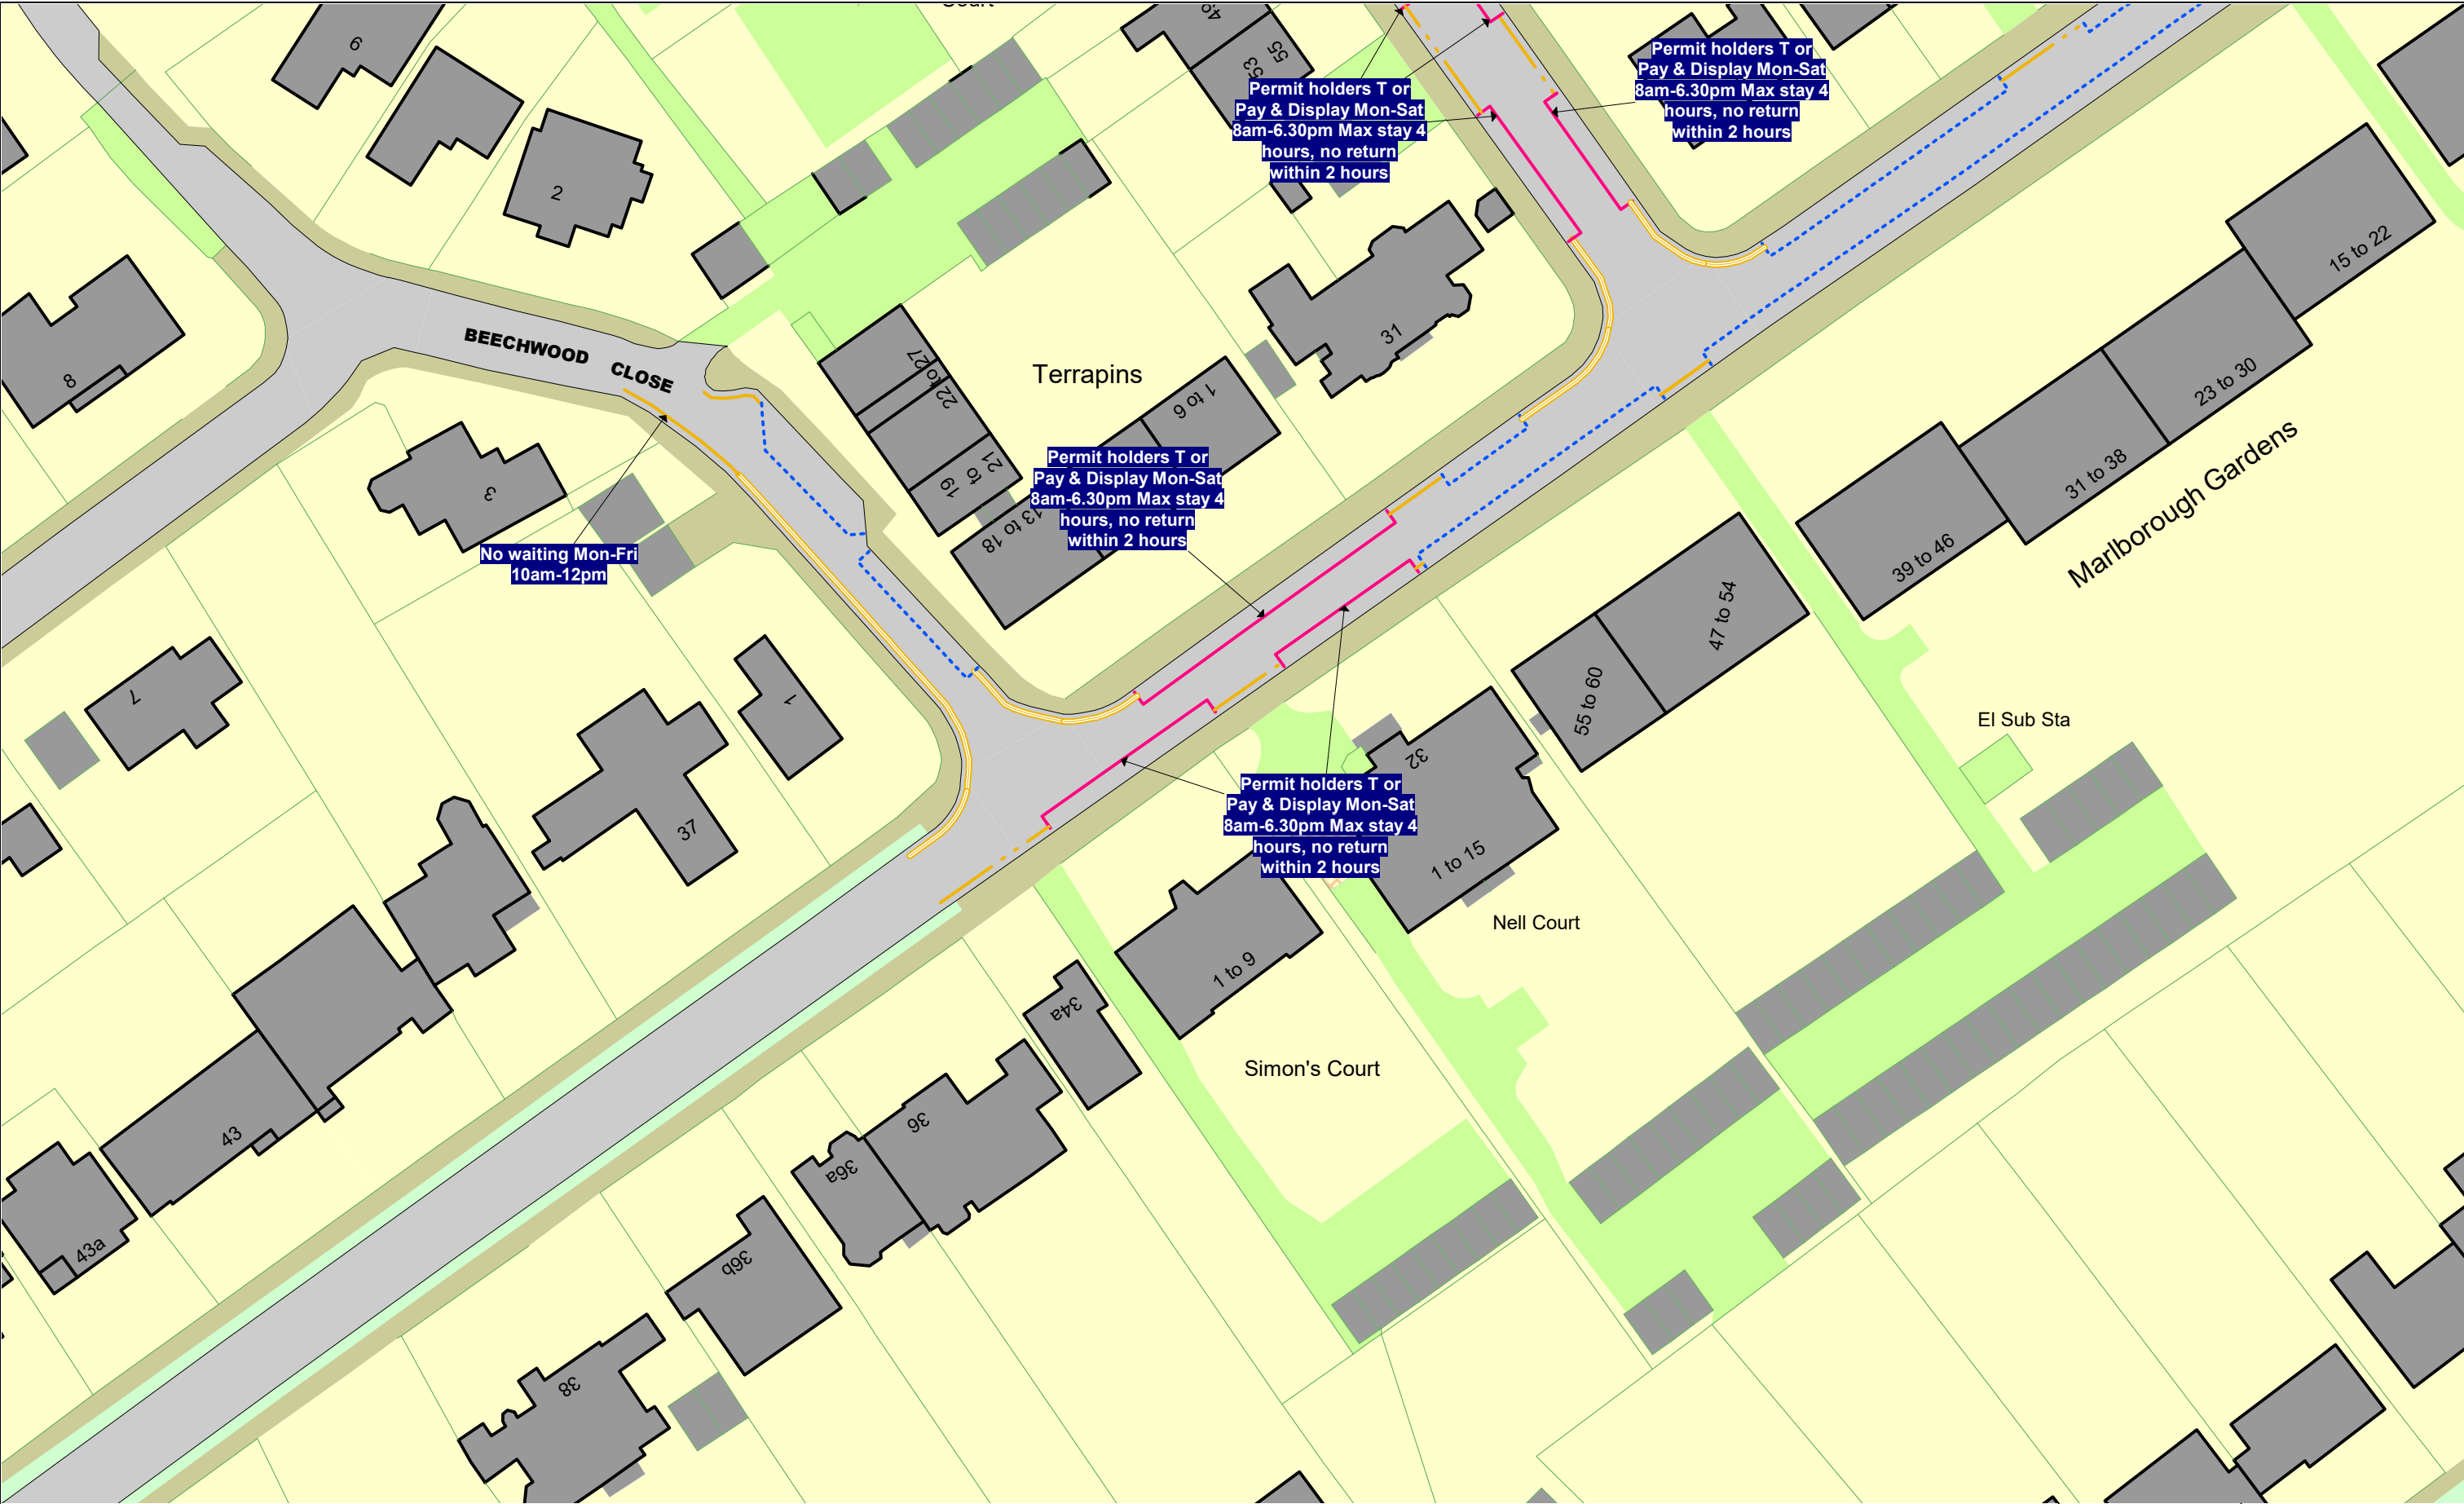 9
2
8
3
7
1
37
43
43a
BEECHWOOD CLOSE
No waiting Mon-Fri
10am-12pm
55
53
Permit holders T or
Pay & Display Mon-Sat
8am-6.30pm Max stay 4
hours, no return
within 2 hours
Permit holders T or
Pay & Display Mon-Sat
8am-6.30pm Max stay 4
hours, no return
within 2 hours
31
Terrapins
22 to 27
19 to 21
13 to 18
1 to 6
Permit holders T or
Pay & Display Mon-Sat
8am-6.30pm Max stay 4
hours, no return
within 2 hours
15 to 22
23 to 30
31 to 38
39 to 46
Marlborough Gardens
47 to 54
55 to 60
El Sub Sta
32
Permit holders T or
Pay & Display Mon-Sat
8am-6.30pm Max stay 4
hours, no return
within 2 hours
1 to 15
Nell Court
1 to 9
Simon's Court
34a
36
36a
36b
38